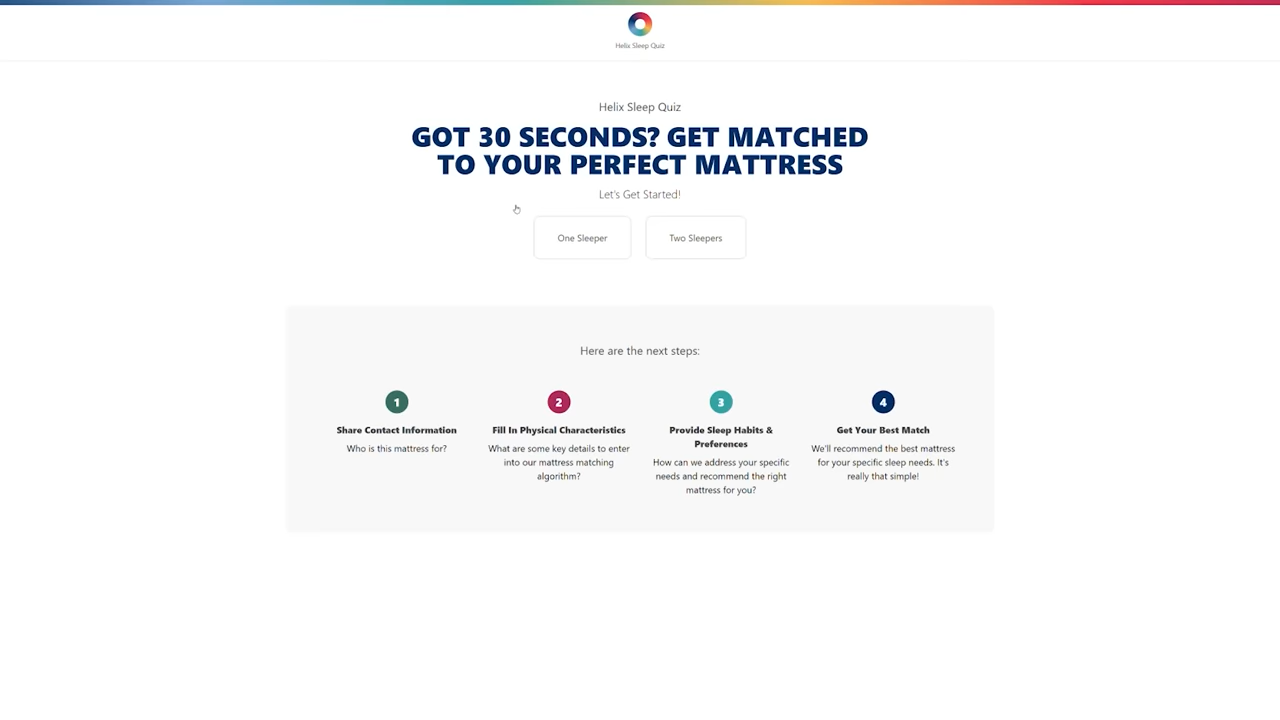 Helix Sleep Quiz
Helix Sleep Quiz
GOT 30 SECONDS? GET MATCHED
TO YOUR PERFECT MATTRESS
Let's Get Started!
One Sleeper
Two Sleepers
Here are the next steps:
1
Share Contact Information
Who is this mattress for?
2
Fill In Physical Characteristics
What are some key details to enter
into our mattress matching
algorithm?
3
Provide Sleep Habits &
Preferences
How can we address your specific
needs and recommend the right
mattress for you?
4
Get Your Best Match
We'll recommend the best mattress
for your specific sleep needs. It's
really that simple!